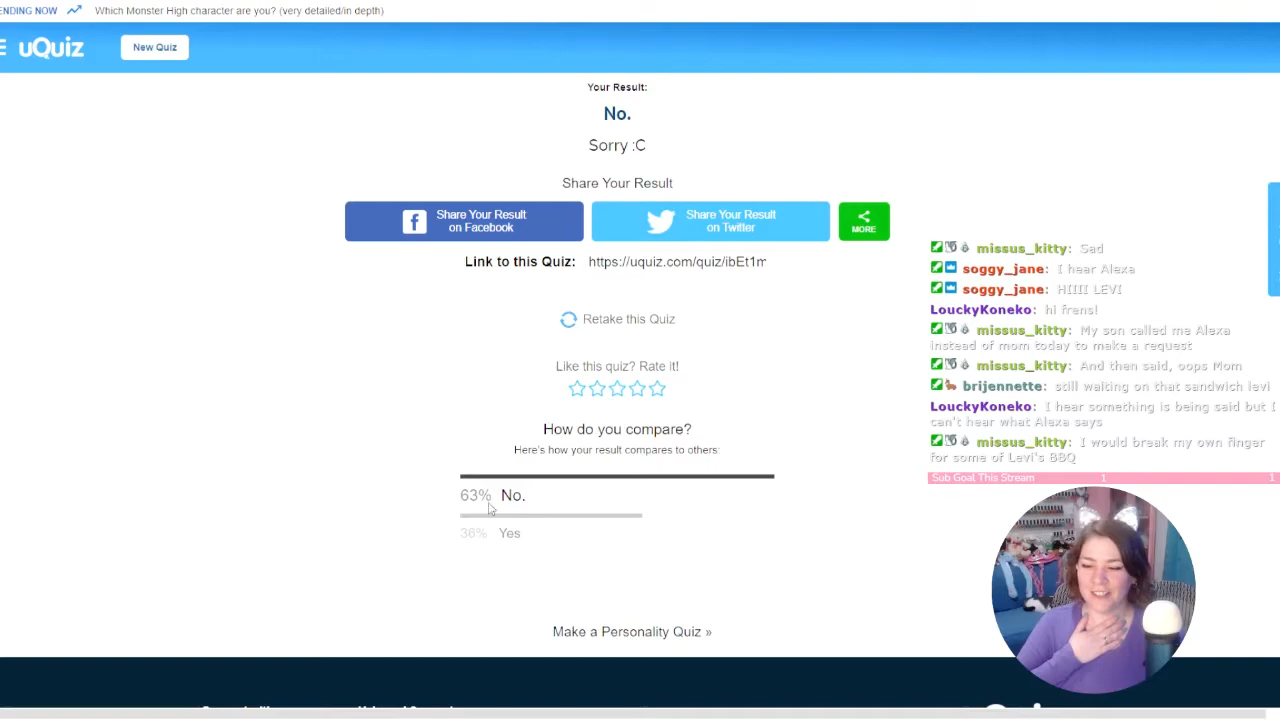 ENDING NOW Which Monster High character are you? (very detailed/in depth)
uQuiz New Quiz
Your Result:
No.
Sorry :C
Share Your Result
Share Your Result
on Facebook
Share Your Result
on Twitter
MORE
Link to this Quiz: https://uquiz.com/quiz/ibEt1m
Retake this Quiz
Like this quiz? Rate it!
How do you compare?
Here's how your result compares to others:
63% No.
36% Yes
Make a Personality Quiz »
missus_kitty: Sad
soggy_jane: I hear Alexa
soggy_jane: HIIII LEVI
LouckyKoneko: hi frens!
missus_kitty: My son called me Alexa
instead of mom today to make a request
missus_kitty: And then said, oops Mom
brijennette: still waiting on that sandwich levi
LouckyKoneko: I hear something is being said but I
can't hear what Alexa says
missus_kitty: I would break my own finger
for some of Levi's BBQ
Sub Goal This Stream 1 1